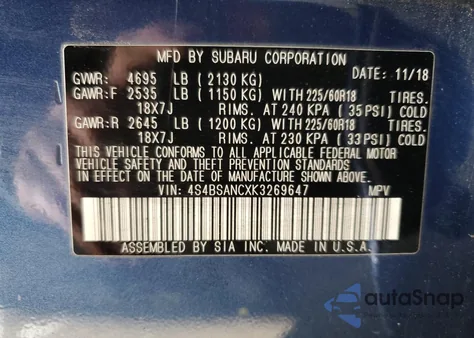 MFD BY SUBARU CORPORATION 11/18
GVWR: 4695 LB (2130 KG)
GAWR:F 2535 LB (1150 KG) WITH 225/60R18 TIRES.
18X7J RIMS. AT 240 KPA (35 PSI) COLD
GAWR:R 2645 LB (1200 KG) WITH 225/60R18 TIRES.
18X7J RIMS. AT 230 KPA (33 PSI) COLD
THIS VEHICLE CONFORMS TO ALL APPLICABLE FEDERAL MOTOR
VEHICLE SAFETY AND THEFT PREVENTION STANDARDS
IN EFFECT ON THE DATE OF MANUFACTURE SHOWN ABOVE.
VIN: 4S4BSANCXK3269647 MPV
ASSEMBLED BY SIA INC. MADE IN U.S.A.
autoSnap